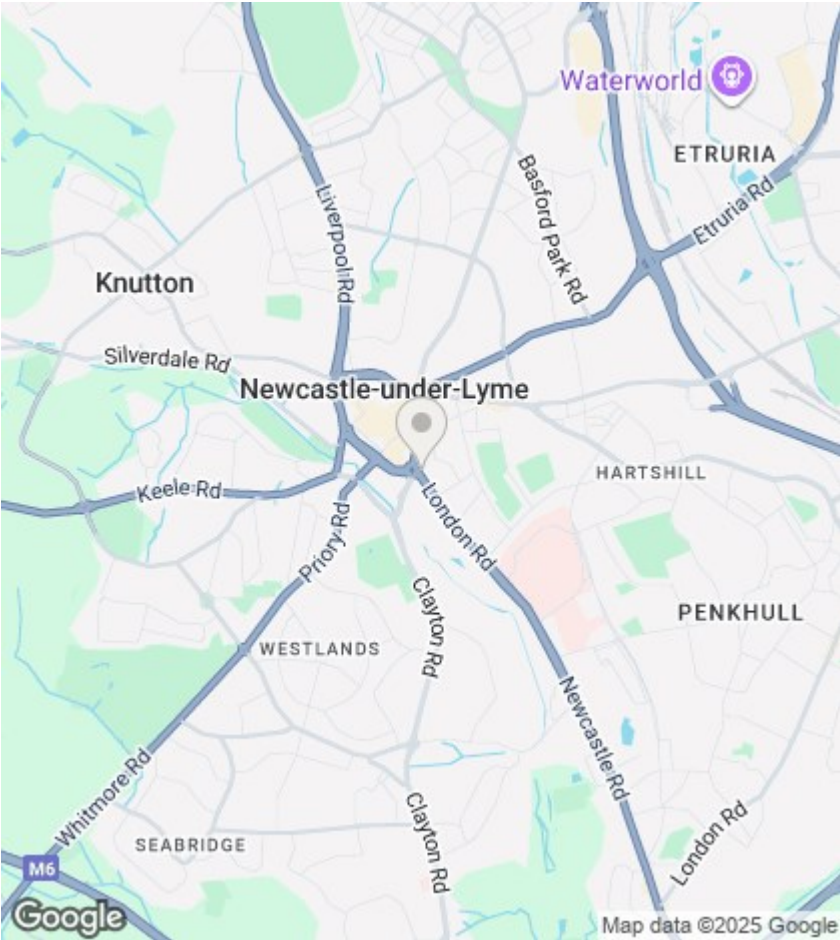 Waterworld
ETRURIA
Basford Park Rd
Etruria Rd
Liverpool Rd
Knutton
Silverdale Rd
Newcastle-under-Lyme
HARTSHILL
Keele Rd
London Rd
Priory Rd
Clayton Rd
PENKHULL
WESTLANDS
Newcastle Rd
Whitmore Rd
Clayton Rd
London Rd
SEABRIDGE
M6
Google
Map data ©2025 Google